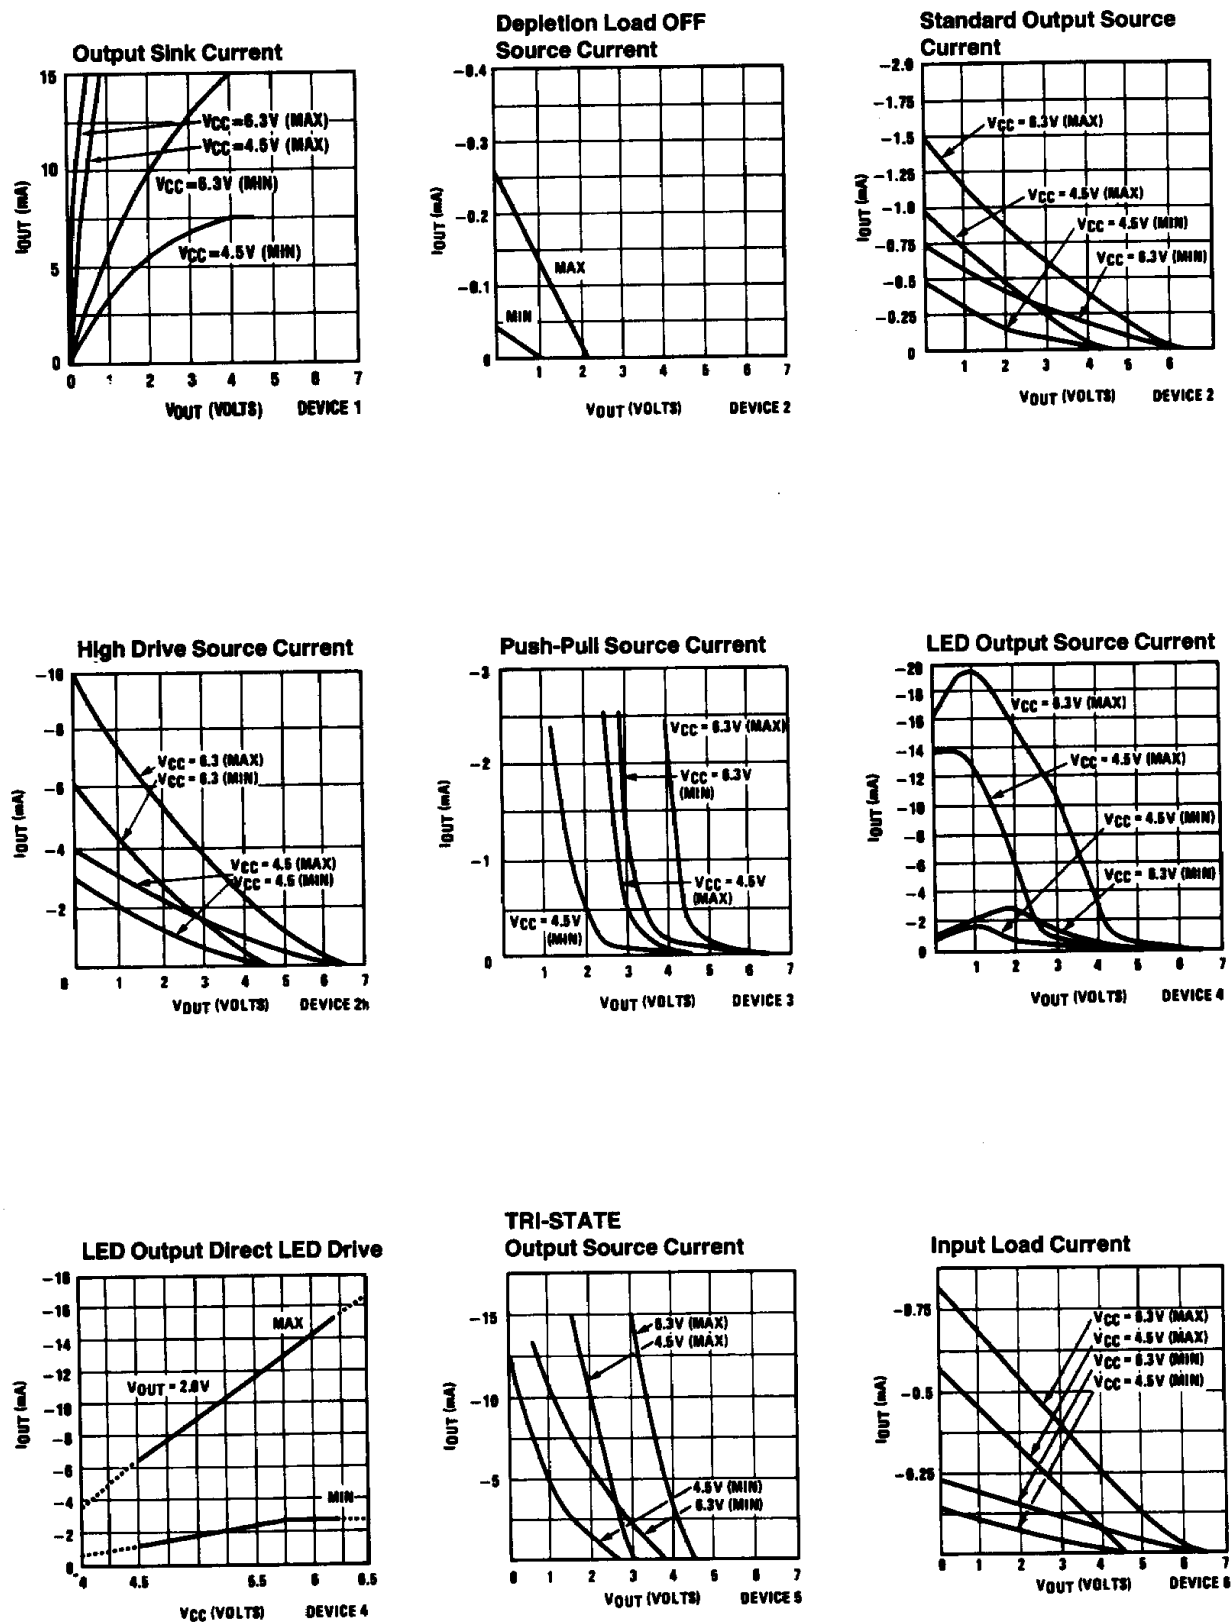 Output Sink Current
15
10
5
0
IOUT (mA)
VCC=6.3V (MAX)
VCC=4.5V (MAX)
VCC=6.3V (MIN)
VCC=4.5V (MIN)
0 1 2 3 4 5 6 7
VOUT (VOLTS) DEVICE 1
Depletion Load OFF
Source Current
-0.4
-0.3
-0.2
-0.1
0
IOUT (mA)
MAX
MIN
1 2 3 4 5 6 7
VOUT (VOLTS) DEVICE 2
Standard Output Source
Current
-2.0
-1.75
-1.5
-1.25
-1.0
-0.75
-0.5
-0.25
0
IOUT (mA)
VCC = 6.3V (MAX)
VCC = 4.5V (MAX)
VCC = 4.5V (MIN)
VCC = 6.3V (MIN)
1 2 3 4 5 6 7
VOUT (VOLTS) DEVICE 2
High Drive Source Current
-10
-8
-6
-4
-2
IOUT (mA)
VCC = 6.3 (MAX)
VCC = 6.3 (MIN)
VCC = 4.5 (MAX)
VCC = 4.5 (MIN)
0 1 2 3 4 5 6 7
VOUT (VOLTS) DEVICE 2h
Push-Pull Source Current
-3
-2
-1
0
IOUT (mA)
VCC = 6.3V (MAX)
VCC = 6.3V
(MIN)
VCC = 4.5V
(MAX)
VCC = 4.5V
(MIN)
1 2 3 4 5 6 7
VOUT (VOLTS) DEVICE 3
LED Output Source Current
-20
-18
-16
-14
-12
-10
-8
-6
-4
-2
0
IOUT (mA)
VCC = 6.3V (MAX)
VCC = 4.5V (MAX)
VCC = 4.5V (MIN)
VCC = 6.3V (MIN)
1 2 3 4 5 6 7
VOUT (VOLTS) DEVICE 4
LED Output Direct LED Drive
-18
-16
-14
-12
-10
-8
-6
-4
-2
0
IOUT (mA)
MAX
VOUT = 2.0V
MIN
4 4.5 5.5 6 6.5
VCC (VOLTS) DEVICE 4
TRI-STATE
Output Source Current
-15
-10
-5
IOUT (mA)
6.3V (MAX)
4.5V (MAX)
4.5V (MIN)
6.3V (MIN)
0 1 2 3 4 5 6 7
VOUT (VOLTS) DEVICE 5
Input Load Current
-0.75
-0.5
-0.25
IOUT (mA)
VCC = 6.3V (MAX)
VCC = 4.5V (MAX)
VCC = 6.3V (MIN)
VCC = 4.5V (MIN)
0 1 2 3 4 5 6 7
VOUT (VOLTS) DEVICE 6